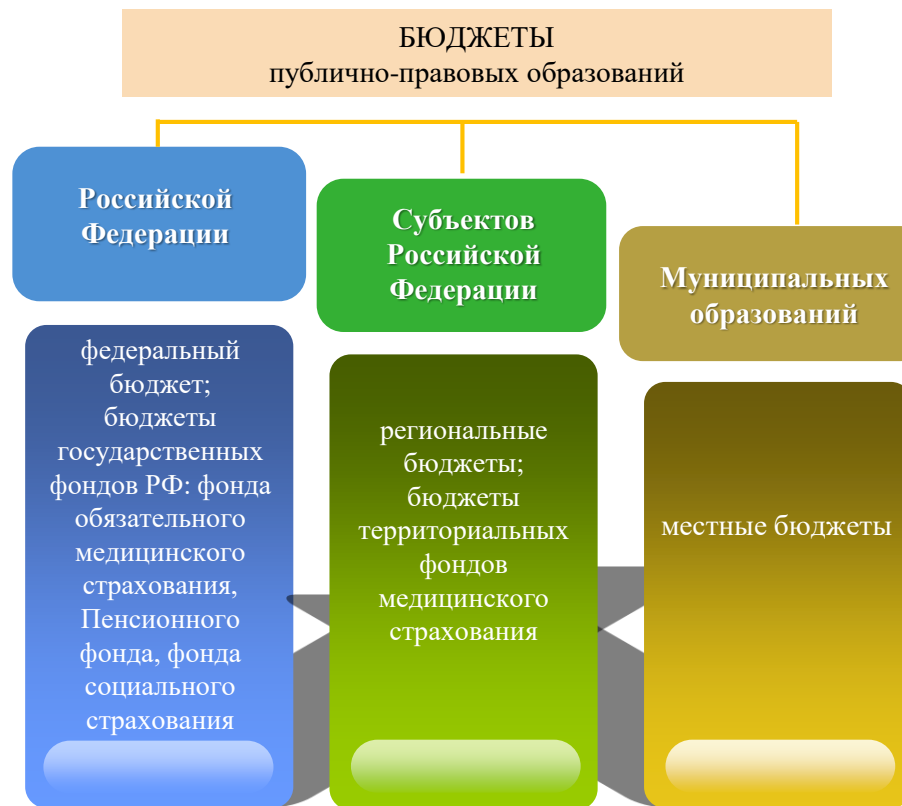 БЮДЖЕТЫ
публично-правовых образований
Российской
Федерации
Субъектов
Российской
Федерации
Муниципальных
образований
федеральный
бюджет;
бюджеты
государственных
фондов РФ: фонда
обязательного
медицинского
страхования,
Пенсионного
фонда, фонда
социального
страхования
региональные
бюджеты;
бюджеты
территориальных
фондов
медицинского
страхования
местные бюджеты